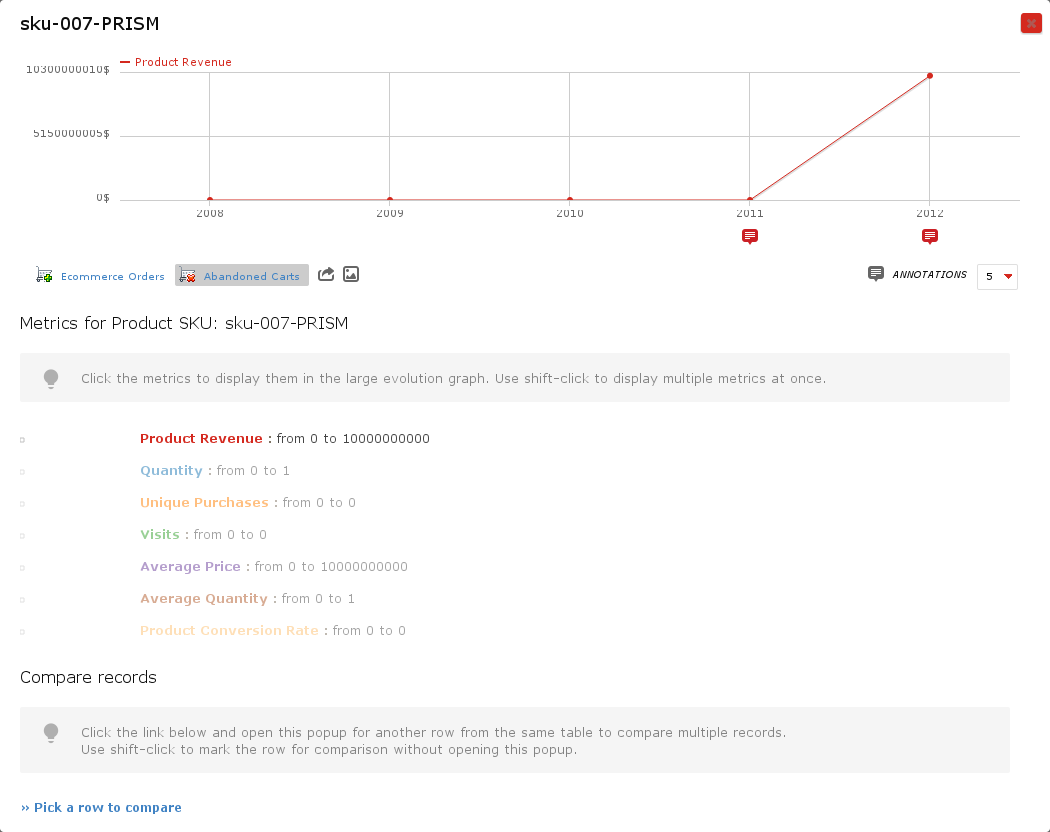 sku-007-PRISM
Product Revenue
10300000010$
5150000005$
0$
2008 2009 2010 2011 2012
Ecommerce Orders Abandoned Carts ANNOTATIONS 5
Metrics for Product SKU: sku-007-PRISM
Click the metrics to display them in the large evolution graph. Use shift-click to display multiple metrics at once.
Product Revenue : from 0 to 10000000000
Quantity : from 0 to 1
Unique Purchases : from 0 to 0
Visits : from 0 to 0
Average Price : from 0 to 10000000000
Average Quantity : from 0 to 1
Product Conversion Rate : from 0 to 0
Compare records
Click the link below and open this popup for another row from the same table to compare multiple records.
Use shift-click to mark the row for comparison without opening this popup.
» Pick a row to compare